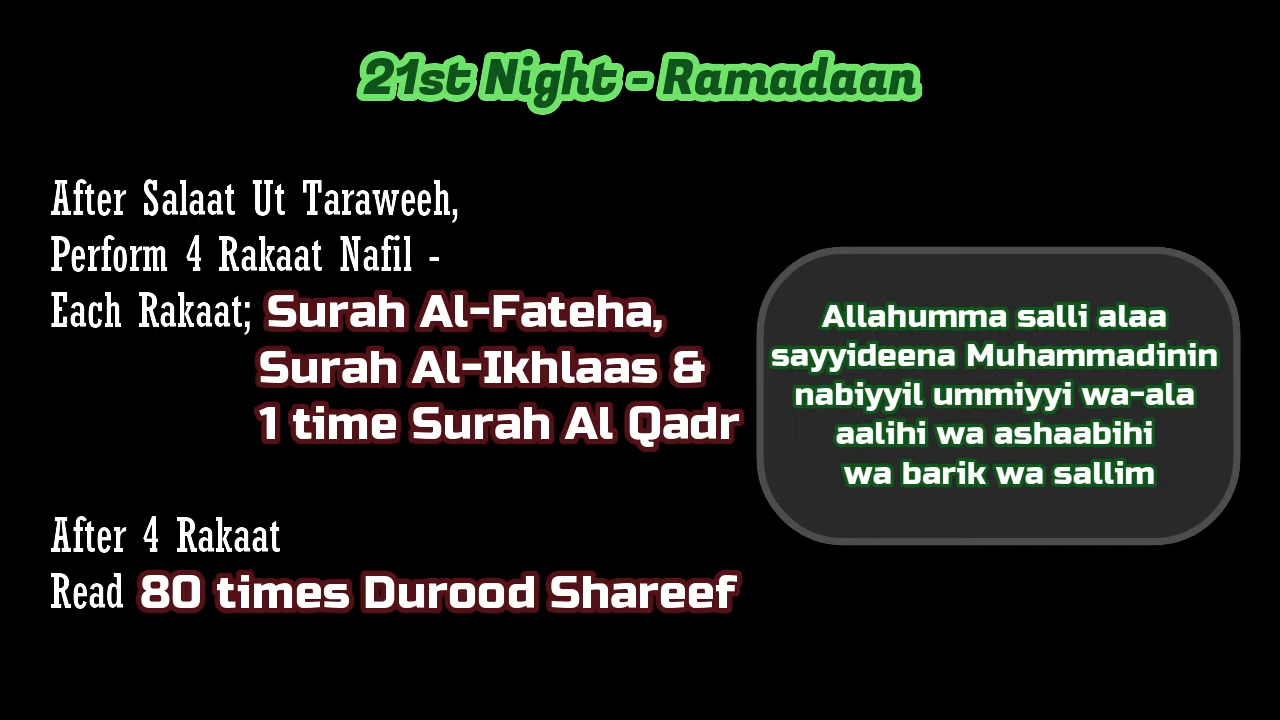 21st Night - Ramadaan
After Salaat Ut Taraweeh,
Perform 4 Rakaat Nafil -
Each Rakaat; Surah Al-Fateha,
Surah Al-Ikhlaas &
1 time Surah Al Qadr
After 4 Rakaat
Read 80 times Durood Shareef
Allahumma salli alaa
sayyideena Muhammadinin
nabiyyil ummiyyi wa-ala
aalihi wa ashaabihi
wa barik wa sallim